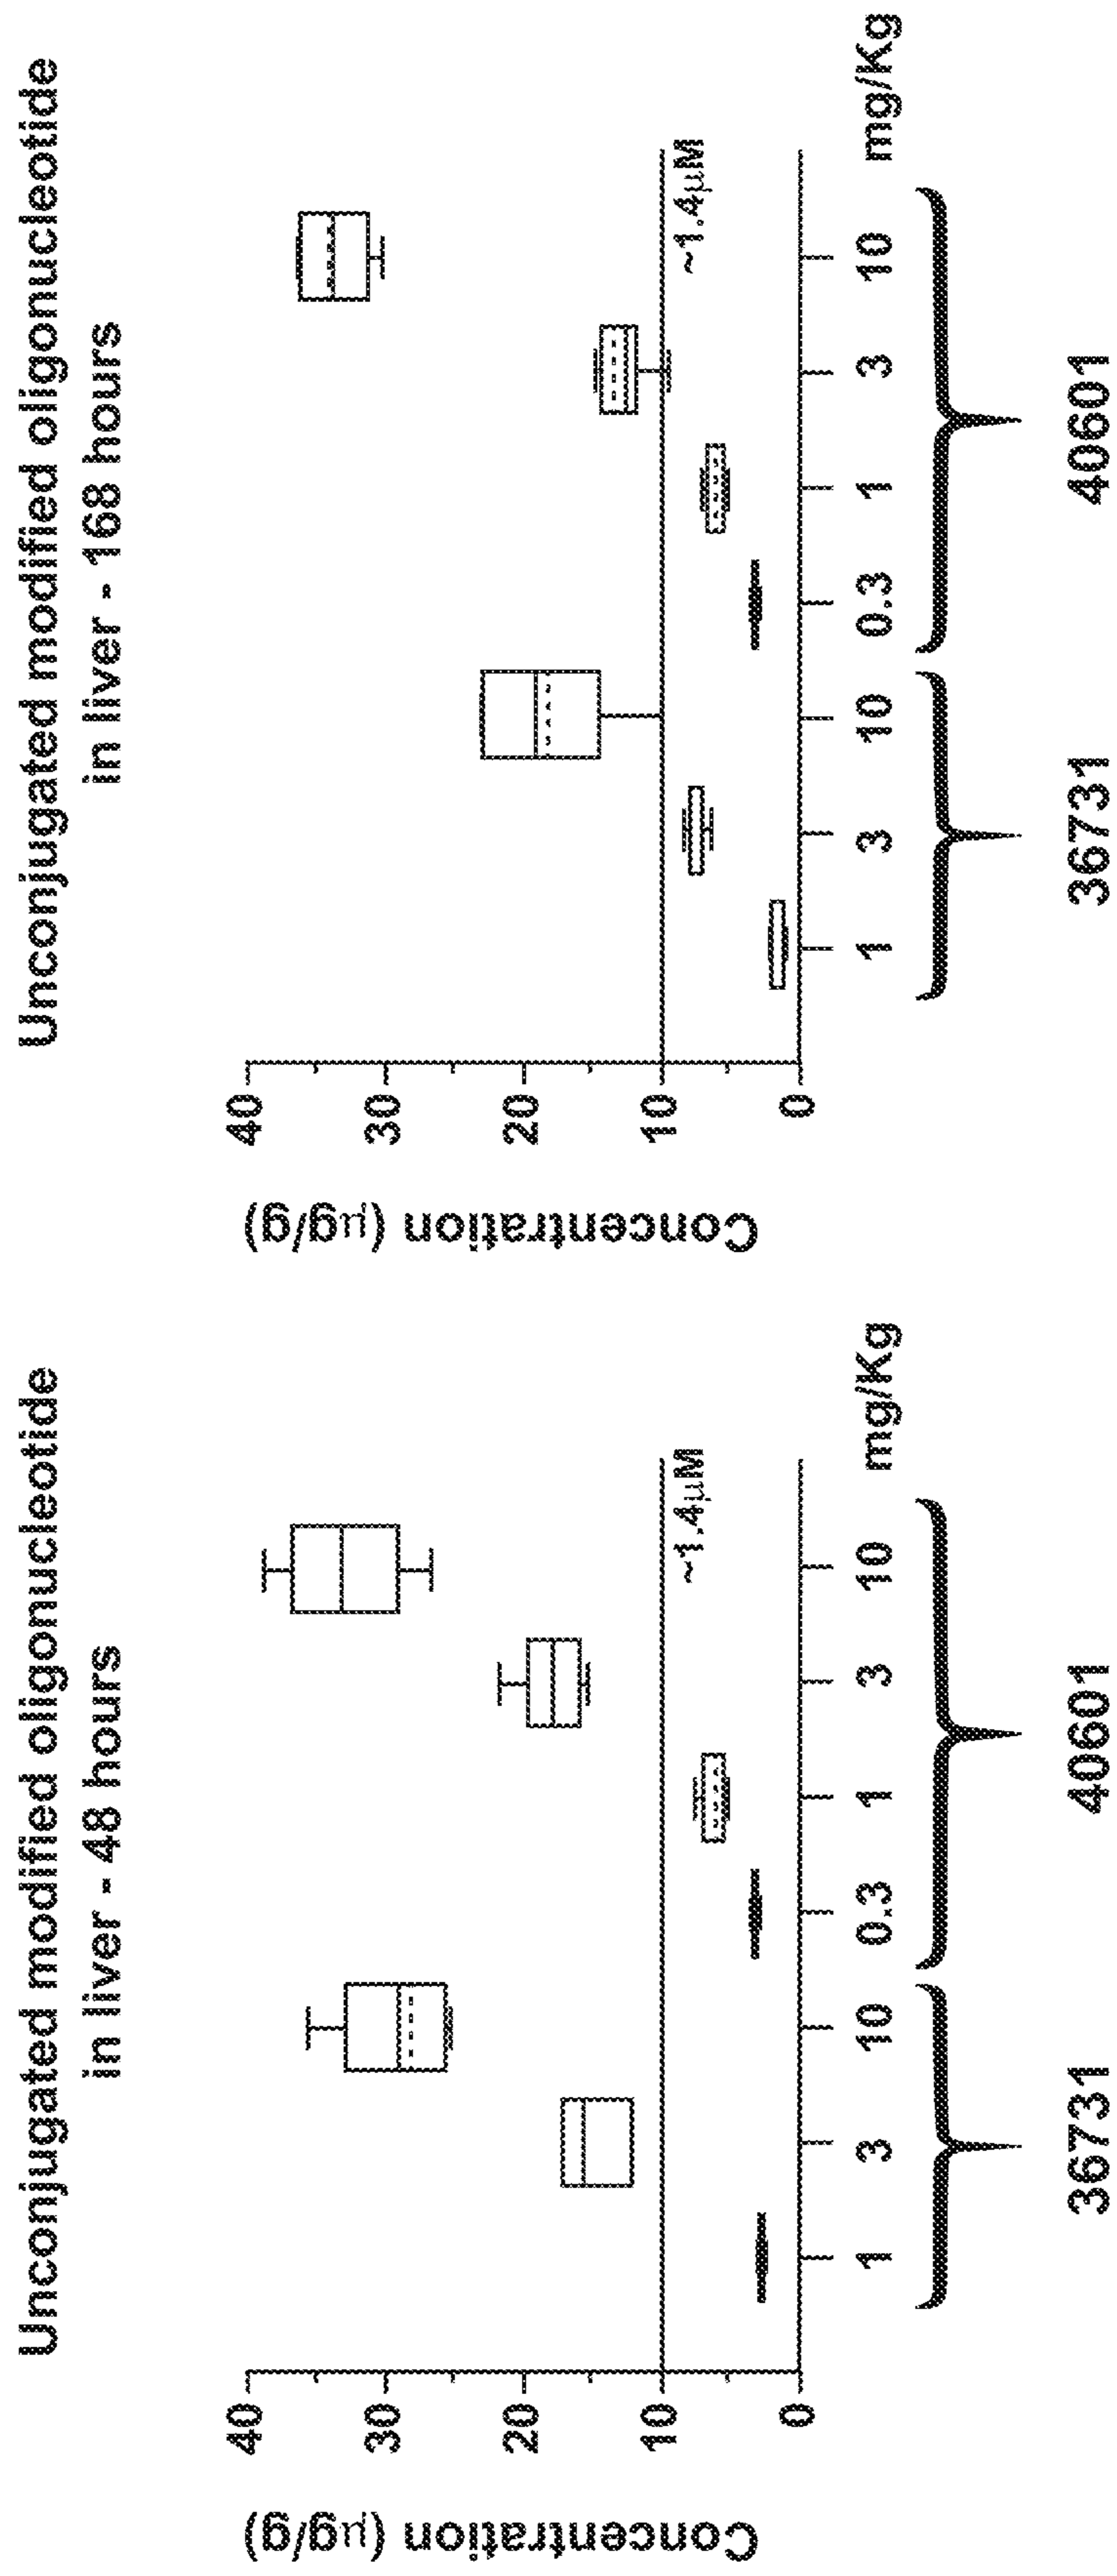 Unconjugated modified oligonucleotide
in liver - 48 hours
Concentration (µg/g)
40
30
20
10
0
~1.4µM
1 3 10 0.3 1 3 10 mg/Kg
36731 40601
Unconjugated modified oligonucleotide
in liver - 168 hours
Concentration (µg/g)
40
30
20
10
0
~1.4µM
1 3 10 0.3 1 3 10 mg/Kg
36731 40601